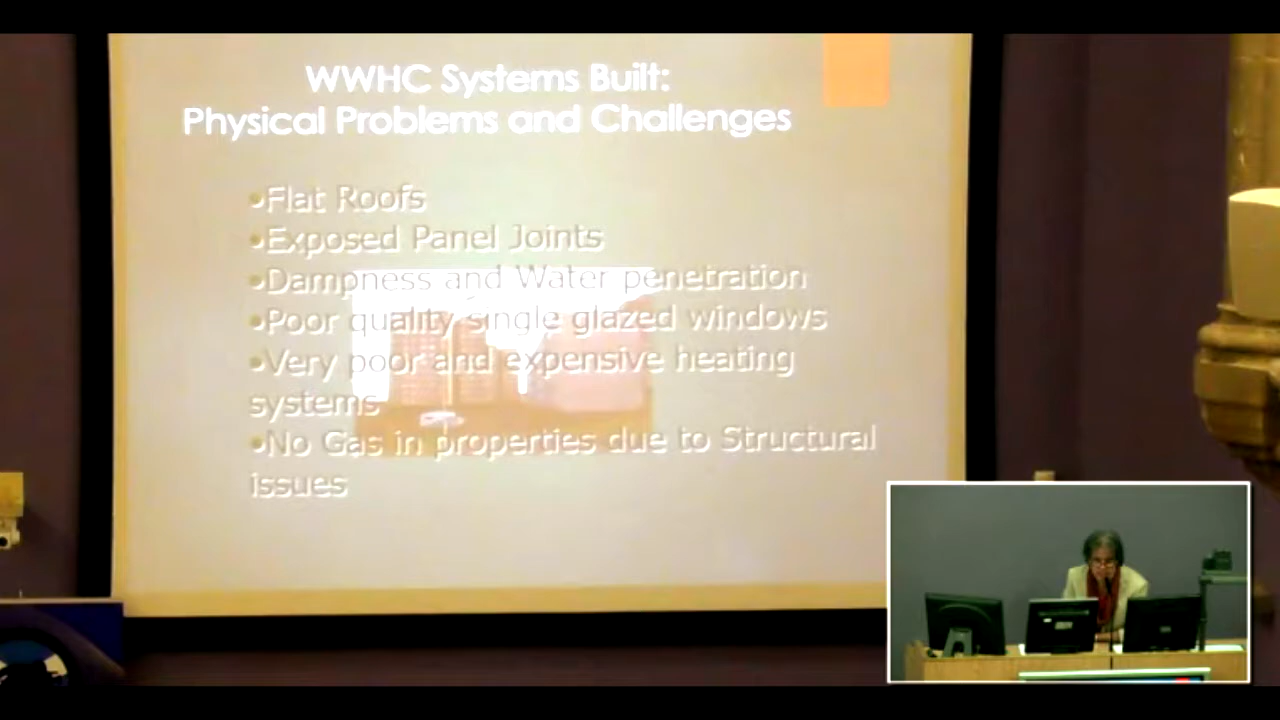 WWHC Systems Built:
Physical Problems and Challenges
•Flat Roofs
•Exposed Panel Joints
•Dampness and Water penetration
•Poor quality single glazed windows
•Very poor and expensive heating
systems
•No Gas in properties due to Structural
issues